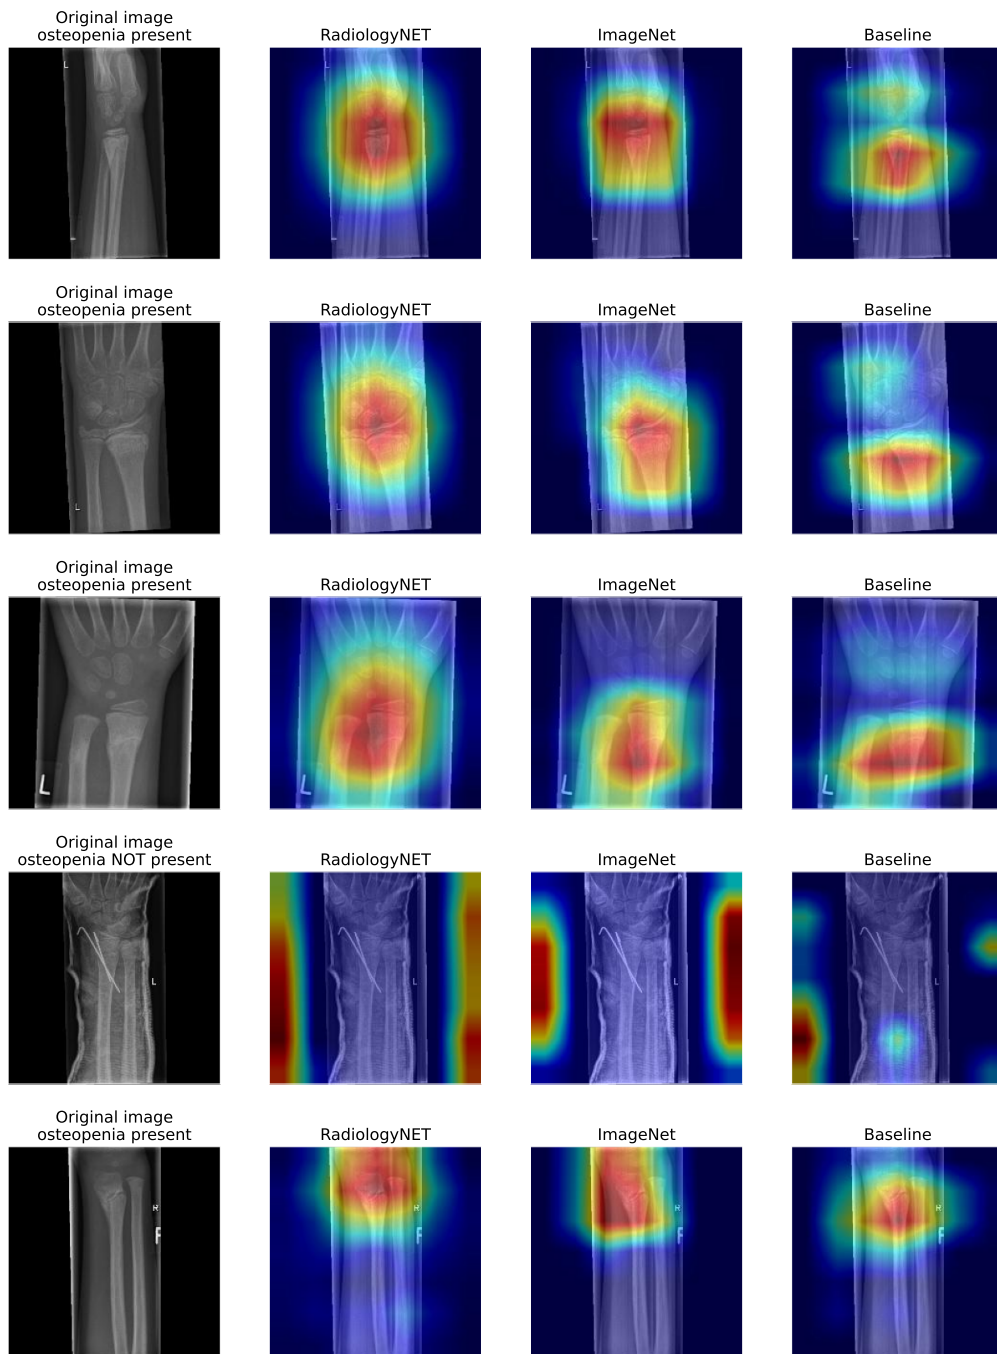 Original image
osteopenia present
RadiologyNET
ImageNet
Baseline
L
L
L
L
Original image
osteopenia present
RadiologyNET
ImageNet
Baseline
L
L
L
L
Original image
osteopenia present
RadiologyNET
ImageNet
Baseline
L
L
L
L
Original image
osteopenia NOT present
RadiologyNET
ImageNet
Baseline
L
L
L
L
Original image
osteopenia present
RadiologyNET
ImageNet
Baseline
R
R
R
R